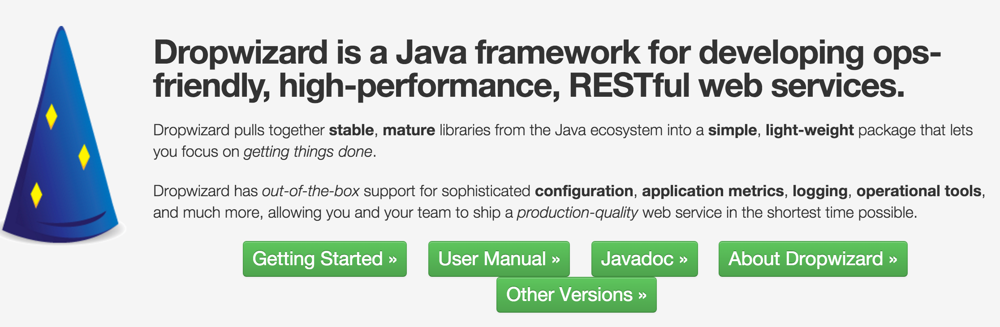 Dropwizard is a Java framework for developing ops-
friendly, high-performance, RESTful web services.
Dropwizard pulls together stable, mature libraries from the Java ecosystem into a simple, light-weight package that lets
you focus on getting things done.
Dropwizard has out-of-the-box support for sophisticated configuration, application metrics, logging, operational tools,
and much more, allowing you and your team to ship a production-quality web service in the shortest time possible.
Getting Started »
User Manual »
Javadoc »
About Dropwizard »
Other Versions »